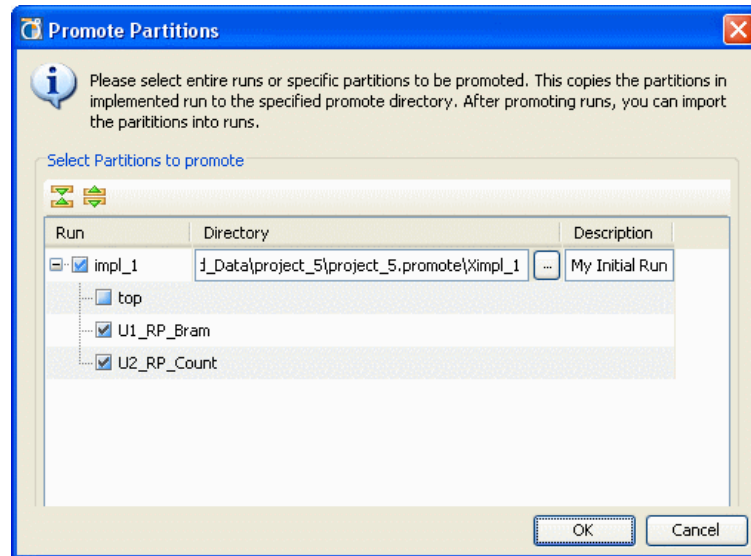 Promote Partitions
Please select entire runs or specific partitions to be promoted. This copies the partitions in
implemented run to the specified promote directory. After promoting runs, you can import
the parititions into runs.
Select Partitions to promote
Run Directory Description
impl_1 d_Data\project_5\project_5.promote\Ximpl_1 ... My Initial Run
top
U1_RP_Bram
U2_RP_Count
OK Cancel